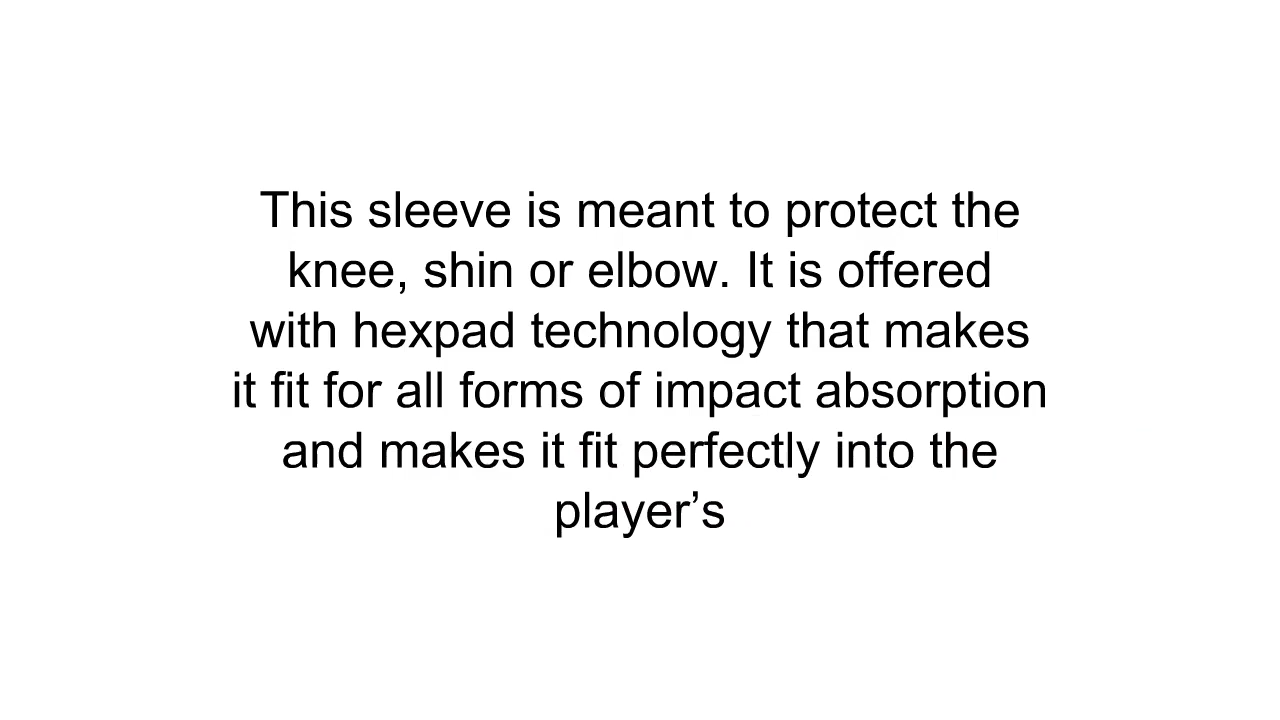 This sleeve is meant to protect the
knee, shin or elbow. It is offered
with hexpad technology that makes
it fit for all forms of impact absorption
and makes it fit perfectly into the
player’s